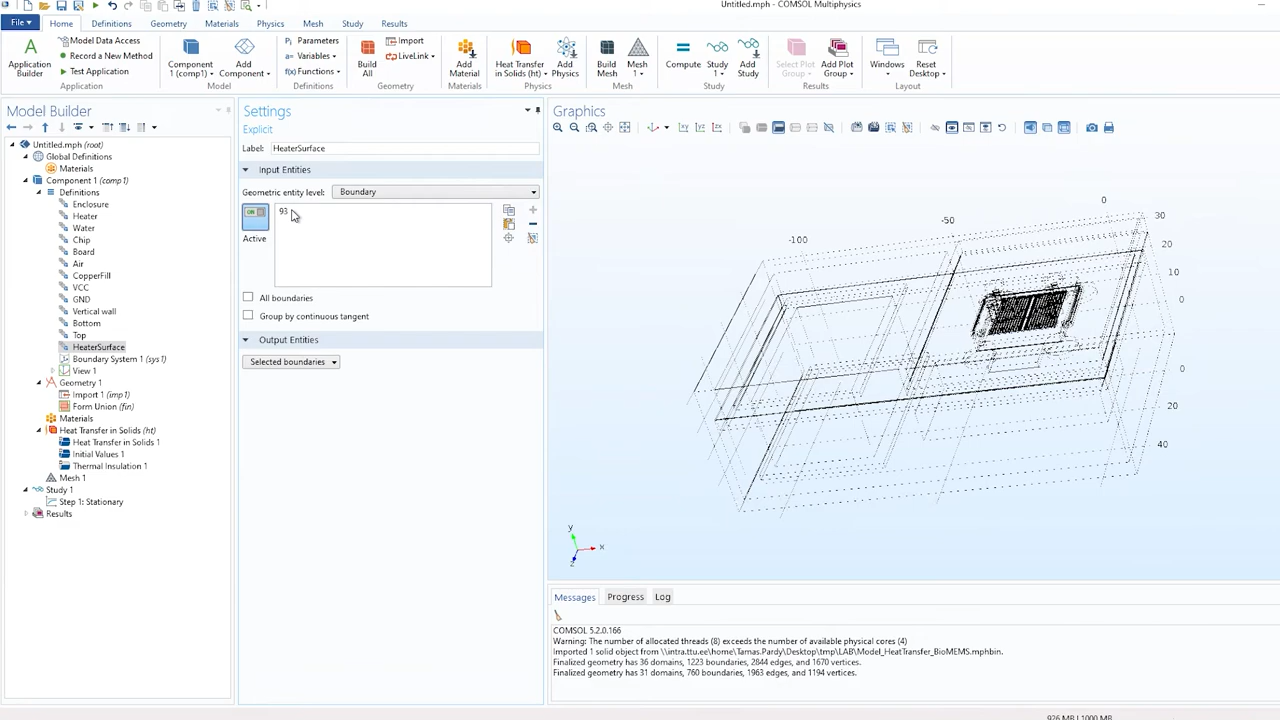 Untitled.mph - COMSOL Multiphysics
File Home Definitions Geometry Materials Physics Mesh Study Results
Application Builder
Model Data Access
Record a New Method
Test Application
Application
Component 1 (comp1)
Add Component
Model
Parameters
Variables
Functions
Definitions
Build All
Import
LiveLink
Geometry
Add Material
Materials
Heat Transfer in Solids (ht)
Add Physics
Physics
Build Mesh
Mesh 1
Mesh
Compute
Study 1
Add Study
Study
Select Plot Group
Add Plot Group
Results
Windows
Reset Desktop
Layout
Model Builder
Untitled.mph (root)
Global Definitions
Materials
Component 1 (comp1)
Definitions
Enclosure
Heater
Water
Chip
Board
Air
CopperFill
VCC
GND
Vertical wall
Bottom
Top
HeaterSurface
Boundary System 1 (sys1)
View 1
Geometry 1
Import 1 (imp1)
Form Union (fin)
Materials
Heat Transfer in Solids (ht)
Heat Transfer in Solids 1
Initial Values 1
Thermal Insulation 1
Mesh 1
Study 1
Step 1: Stationary
Results
Settings
Explicit
Label: HeaterSurface
Input Entities
Geometric entity level: Boundary
ON
93
Active
All boundaries
Group by continuous tangent
Output Entities
Selected boundaries
Graphics
0
-50
-100
30
20
10
0
0
20
40
y
x
z
Messages Progress Log
COMSOL 5.2.0.166
Warning: The number of allocated threads (8) exceeds the number of available physical cores (4)
Imported 1 solid object from \\intra.ttu.ee\home\Tamas.Pardy\Desktop\tmp\LAB\Model_HeatTransfer_BioMEMS.mphbin.
Finalized geometry has 36 domains, 1223 boundaries, 2844 edges, and 1670 vertices.
Finalized geometry has 31 domains, 760 boundaries, 1963 edges, and 1194 vertices.
926 MB | 1000 MB